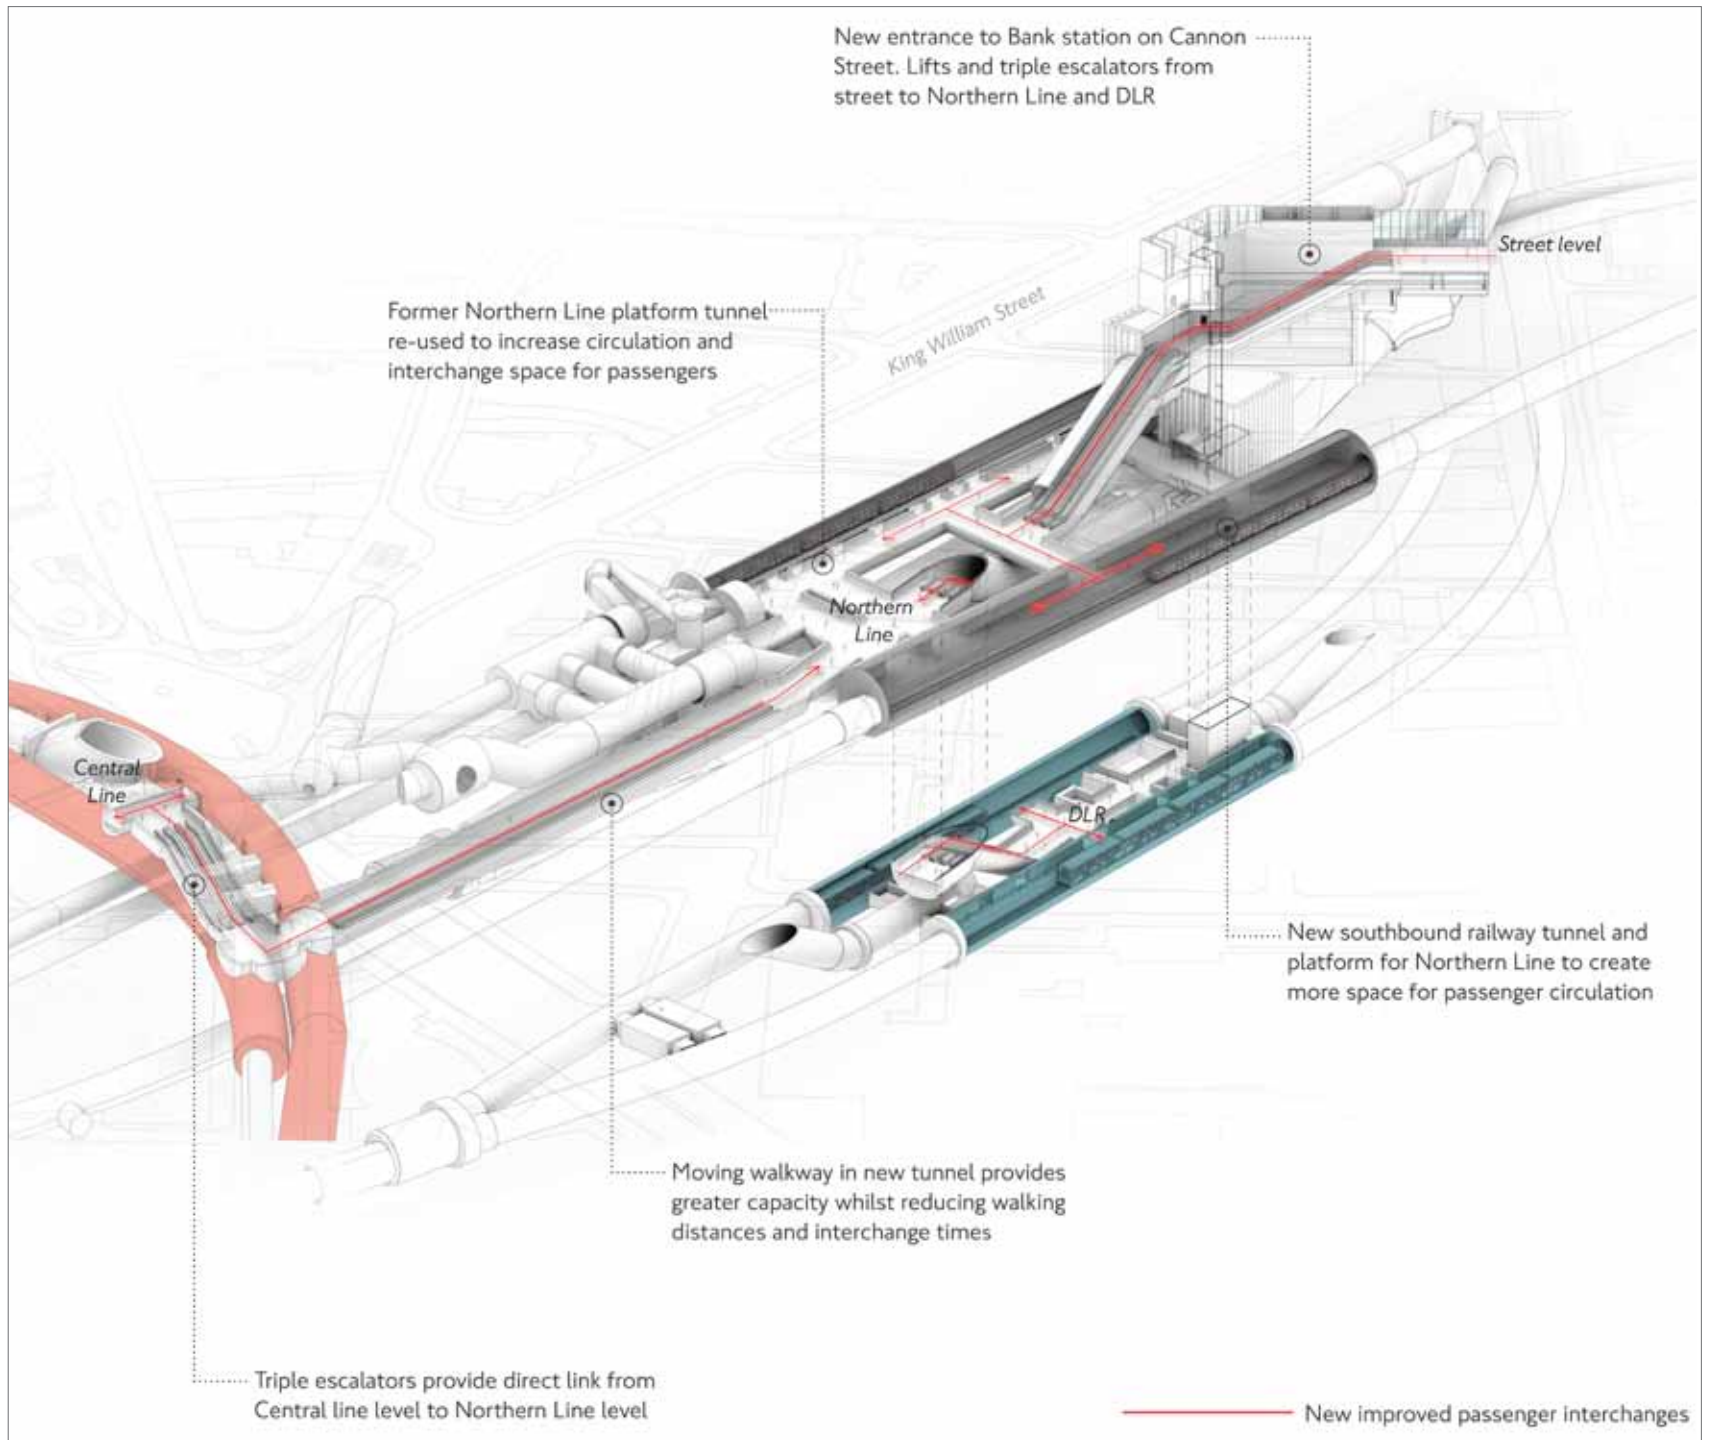 New entrance to Bank station on Cannon
Street. Lifts and triple escalators from
street to Northern Line and DLR
Street level
King William Street
Former Northern Line platform tunnel
re-used to increase circulation and
interchange space for passengers
Northern
Line
Central
Line
DLR
New southbound railway tunnel and
platform for Northern Line to create
more space for passenger circulation
Moving walkway in new tunnel provides
greater capacity whilst reducing walking
distances and interchange times
Triple escalators provide direct link from
Central line level to Northern Line level
New improved passenger interchanges